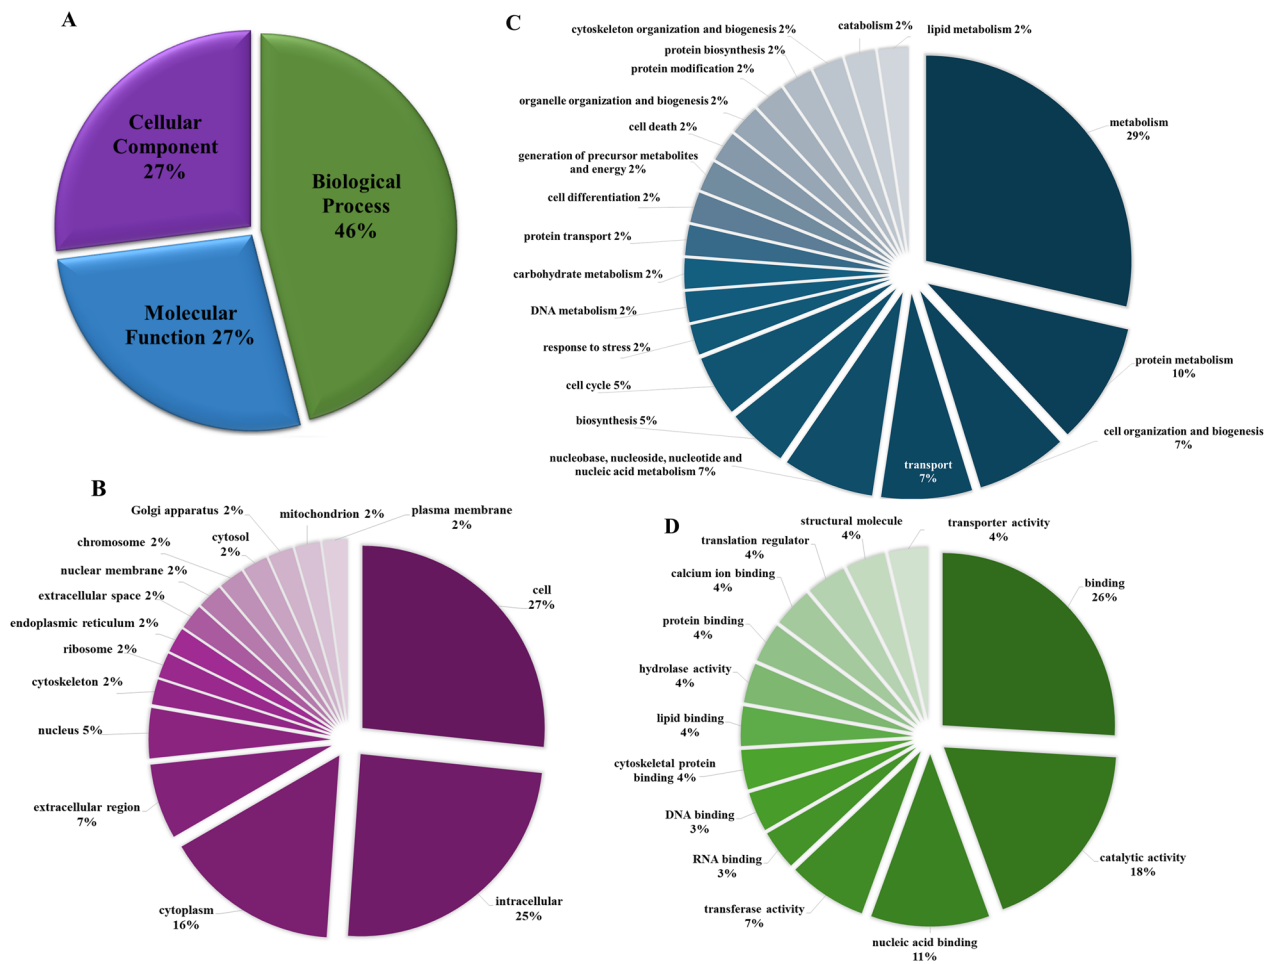 A
Cellular
Component
27%
Biological
Process
46%
Molecular
Function 27%
C
cytoskeleton organization and biogenesis 2%
catabolism 2%
lipid metabolism 2%
protein biosynthesis 2%
protein modification 2%
organelle organization and biogenesis 2%
cell death 2%
generation of precursor metabolites
and energy 2%
cell differentiation 2%
protein transport 2%
carbohydrate metabolism 2%
DNA metabolism 2%
response to stress 2%
cell cycle 5%
biosynthesis 5%
nucleobase, nucleoside, nucleotide and
nucleic acid metabolism 7%
transport
7%
cell organization and biogenesis
7%
protein metabolism
10%
metabolism
29%
B
Golgi apparatus 2%
mitochondrion 2%
plasma membrane
2%
chromosome 2%
cytosol
2%
nuclear membrane 2%
extracellular space 2%
endoplasmic reticulum 2%
ribosome 2%
cytoskeleton 2%
nucleus 5%
extracellular region
7%
cytoplasm
16%
intracellular
25%
cell
27%
D
structural molecule
4%
transporter activity
4%
translation regulator
4%
calcium ion binding
4%
protein binding
4%
hydrolase activity
4%
lipid binding
4%
cytoskeletal protein
binding 4%
DNA binding
3%
RNA binding
3%
transferase activity
7%
nucleic acid binding
11%
catalytic activity
18%
binding
26%